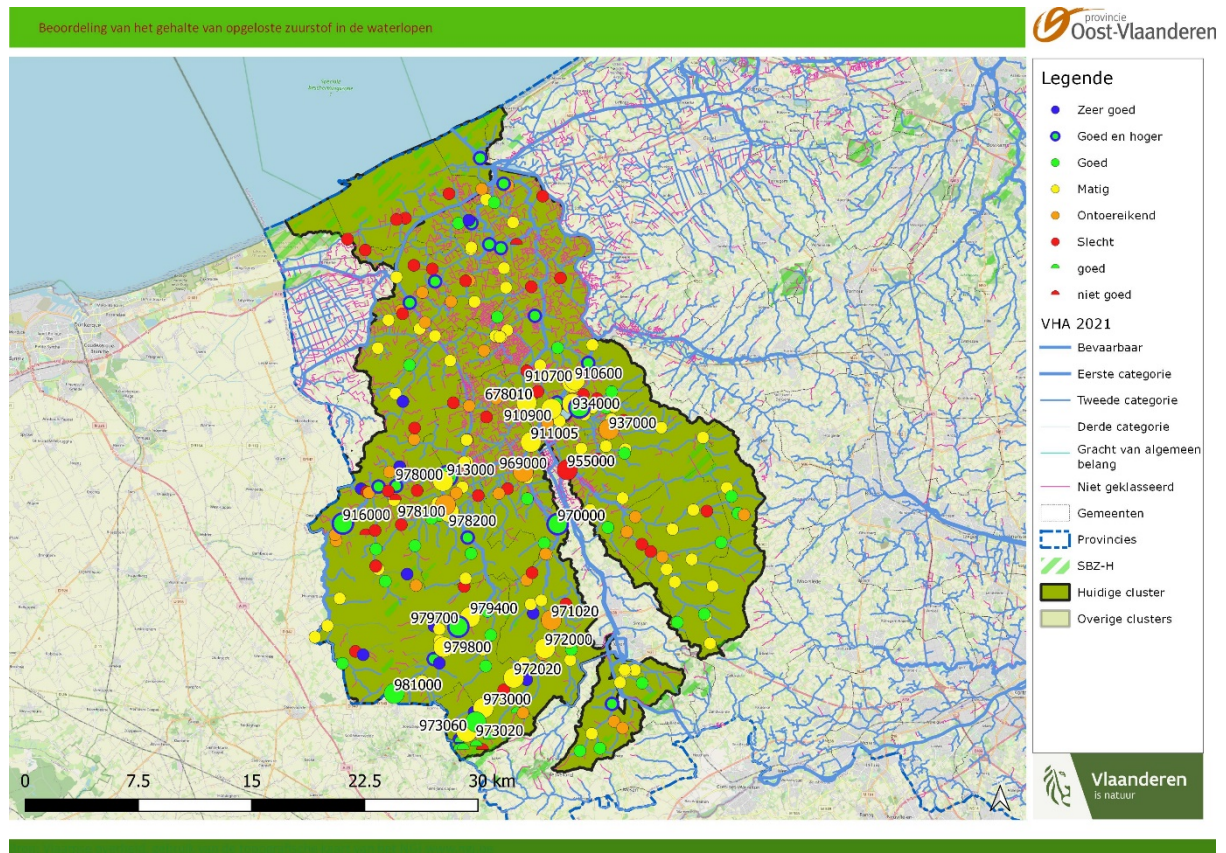 Beoordeling van het gehalte van opgeloste zuurstof in de waterlopen
provincie
Oost-Vlaanderen
Legende
Zeer goed
Goed en hoger
Goed
Matig
Ontoereikend
Slecht
goed
niet goed
VHA 2021
Bevaarbaar
Eerste categorie
Tweede categorie
Derde categorie
Gracht van algemeen
belang
Niet geklasseerd
Gemeenten
Provincies
SBZ-H
Huidige cluster
Overige clusters
910700
910600
678010
934000
910900
937000
911005
969000
955000
913000
978000
916000
978100
978200
970000
979400
979700
971020
979800
972000
972020
981000
973000
973060
973020
0
7.5
15
22.5
30 km
Vlaanderen
is natuur